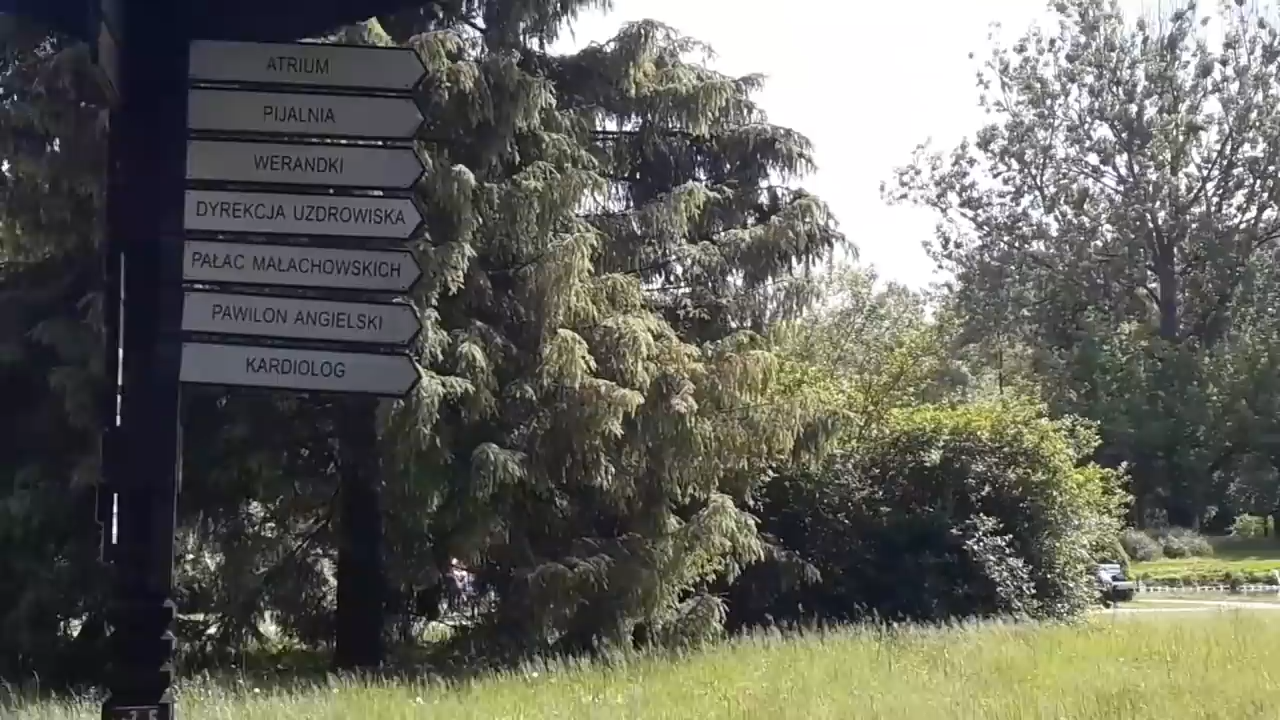 ATRIUM
PIJALNIA
WERANDKI
DYREKCJA UZDROWISKA
PAŁAC MAŁACHOWSKICH
PAWILON ANGIELSKI
KARDIOLOG